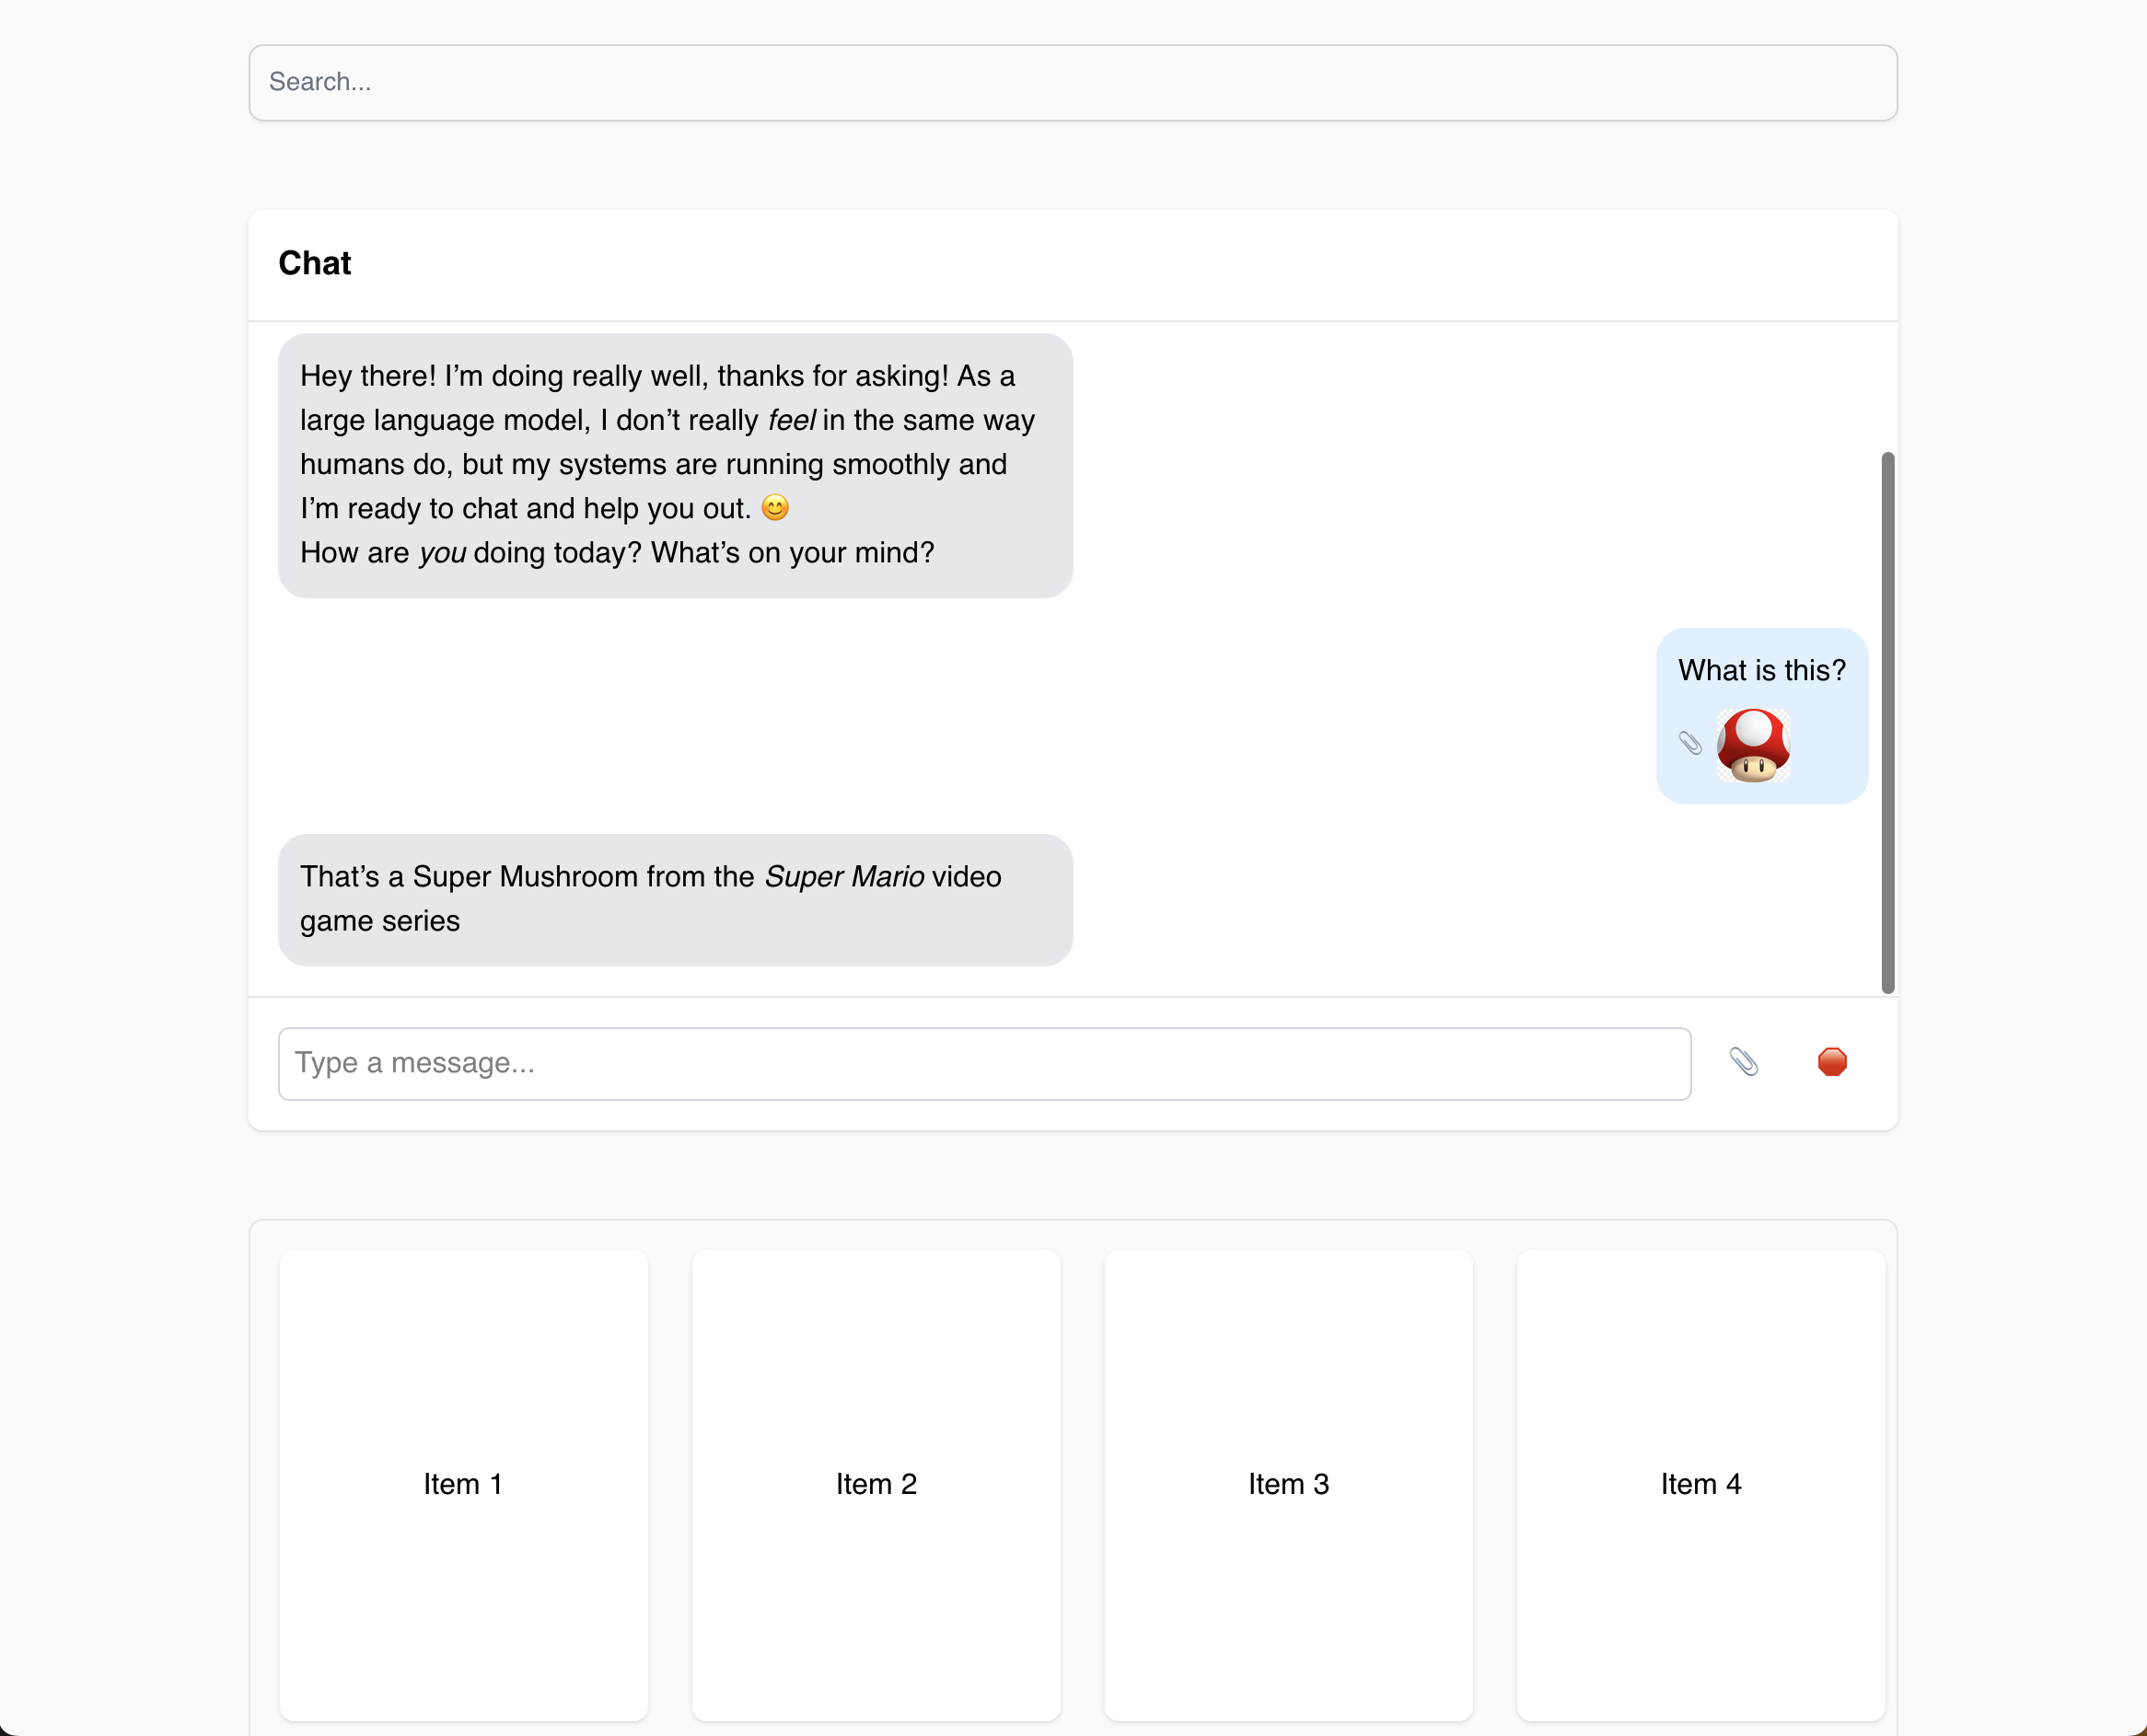 Search...
Chat
Hey there! I’m doing really well, thanks for asking! As a
large language model, I don’t really feel in the same way
humans do, but my systems are running smoothly and
I’m ready to chat and help you out. 😊
How are you doing today? What’s on your mind?
What is this?
That’s a Super Mushroom from the Super Mario video
game series
Type a message...
Item 1
Item 2
Item 3
Item 4